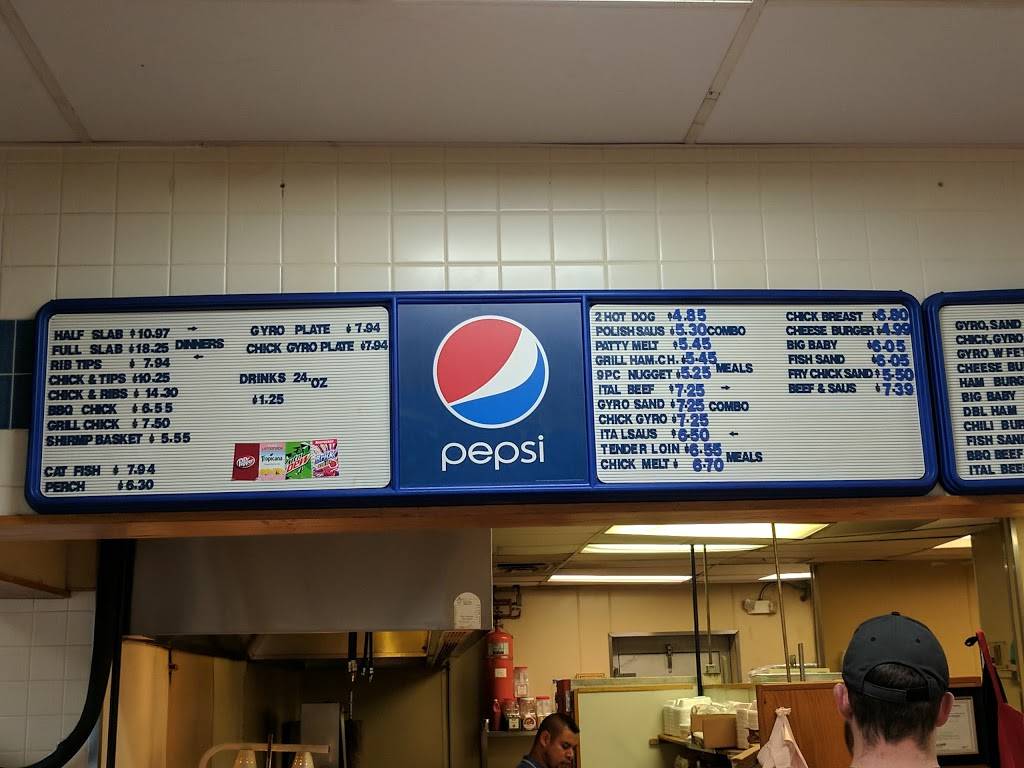 HALF SLAB $10.97
FULL SLAB $18.25
DINNERS
RIB TIPS $ 7.94
CHICK & TIPS $10.25
CHICK & RIBS $ 14.30
BBQ CHICK $ 6.55
GRILL CHICK $ 7.50
SHIRMP BASKET $ 5.55
CAT FISH $ 7.94
PERCH $6.30
GYRO PLATE $ 7.94
CHICK GYRO PLATE $7.94
DRINKS 24.OZ
$1.25
Tropicana
pepsi
2 HOT DOG $4.85
POLISH SAUS $5.30 COMBO
PATTY MELT $5.45
GRILL HAM.CH. $5.45
9PC NUGGET $5.25 MEALS
ITAL BEEF $7.25
GYRO SAND $7.25 COMBO
CHICK GYRO $7.25
ITALSAUS $6.50
TENDER LOIN $6.55
CHICK MELT $ 6.70 MEALS
CHICK BREAST $6.80
CHEESE BURGER $4.99
BIG BABY $6.05
FISH SAND $6.05
FRY CHICK SAND $5.50
BEEF & SAUS $7.39
GYRO, SAND
CHICK, GYRO
GYRO W FE
CHEESE BU
HAM BURG
BIG BABY
DBL HAM
CHILI BUR
FISH SAN
BBQ BEEF
ITAL BEE